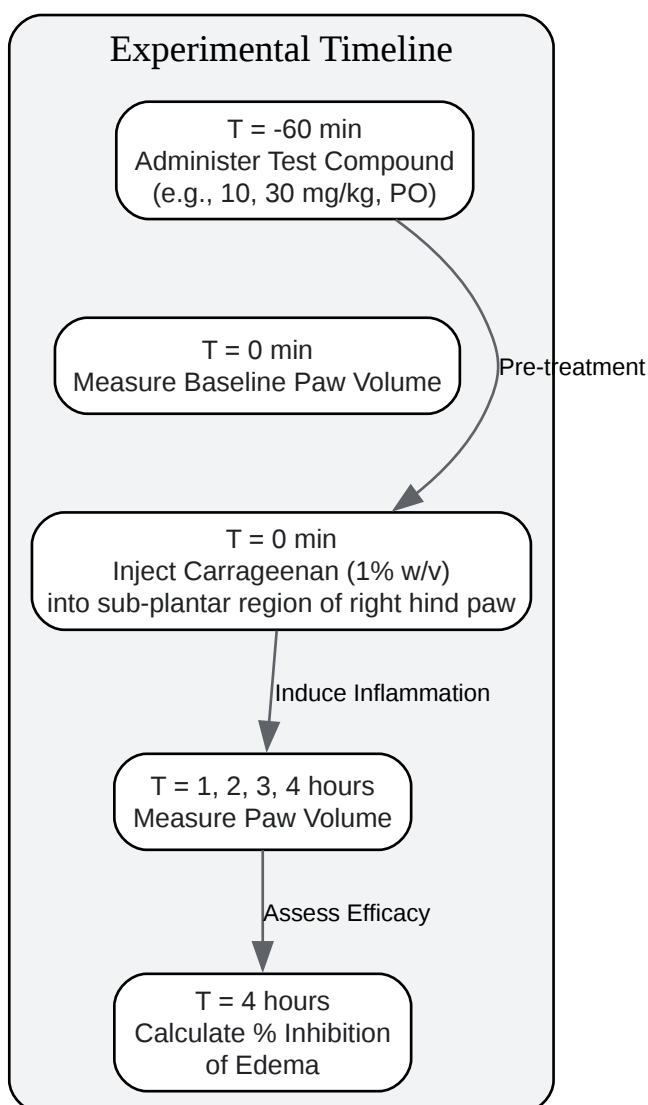 Experimental Timeline
T = -60 min
Administer Test Compound
(e.g., 10, 30 mg/kg, PO)
T = 0 min
Measure Baseline Paw Volume
Pre-treatment
T = 0 min
Inject Carrageenan (1% w/v)
into sub-plantar region of right hind paw
Induce Inflammation
T = 1, 2, 3, 4 hours
Measure Paw Volume
Assess Efficacy
T = 4 hours
Calculate % Inhibition
of Edema